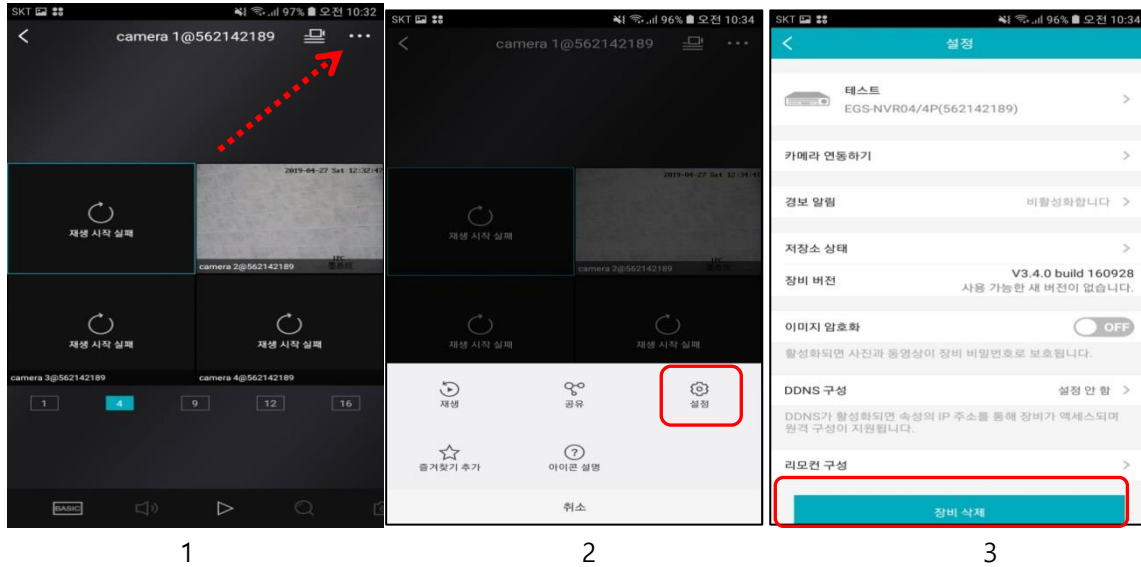 SKT 97% 오전 10:32
camera 1@562142189
2019-04-27 Sat 12:32:47
재생 시작 실패
camera 2@562142189
재생 시작 실패
재생 시작 실패
camera 3@562142189
camera 4@562142189
1 4 9 12 16
BASIC
1
SKT 96% 오전 10:34
camera 1@562142189
재생 시작 실패
camera 2@562142189
재생 시작 실패
재생 시작 실패
재생
공유
설정
즐겨찾기 추가
아이콘 설명
취소
2
SKT 96% 오전 10:34
설정
테스트
EGS-NVR04/4P(562142189)
카메라 연동하기
경보 알림 비활성화합니다
저장소 상태
장비 버전 V3.4.0 build 160928
사용 가능한 새 버전이 없습니다.
이미지 암호화 OFF
활성화되면 사진과 동영상이 장비 비밀번호로 보호됩니다.
DDNS 구성 설정 안 함
DDNS가 활성화되면 속성의 IP 주소를 통해 장비가 액세스되며
원격 구성이 지원됩니다.
리모컨 구성
장비 삭제
3